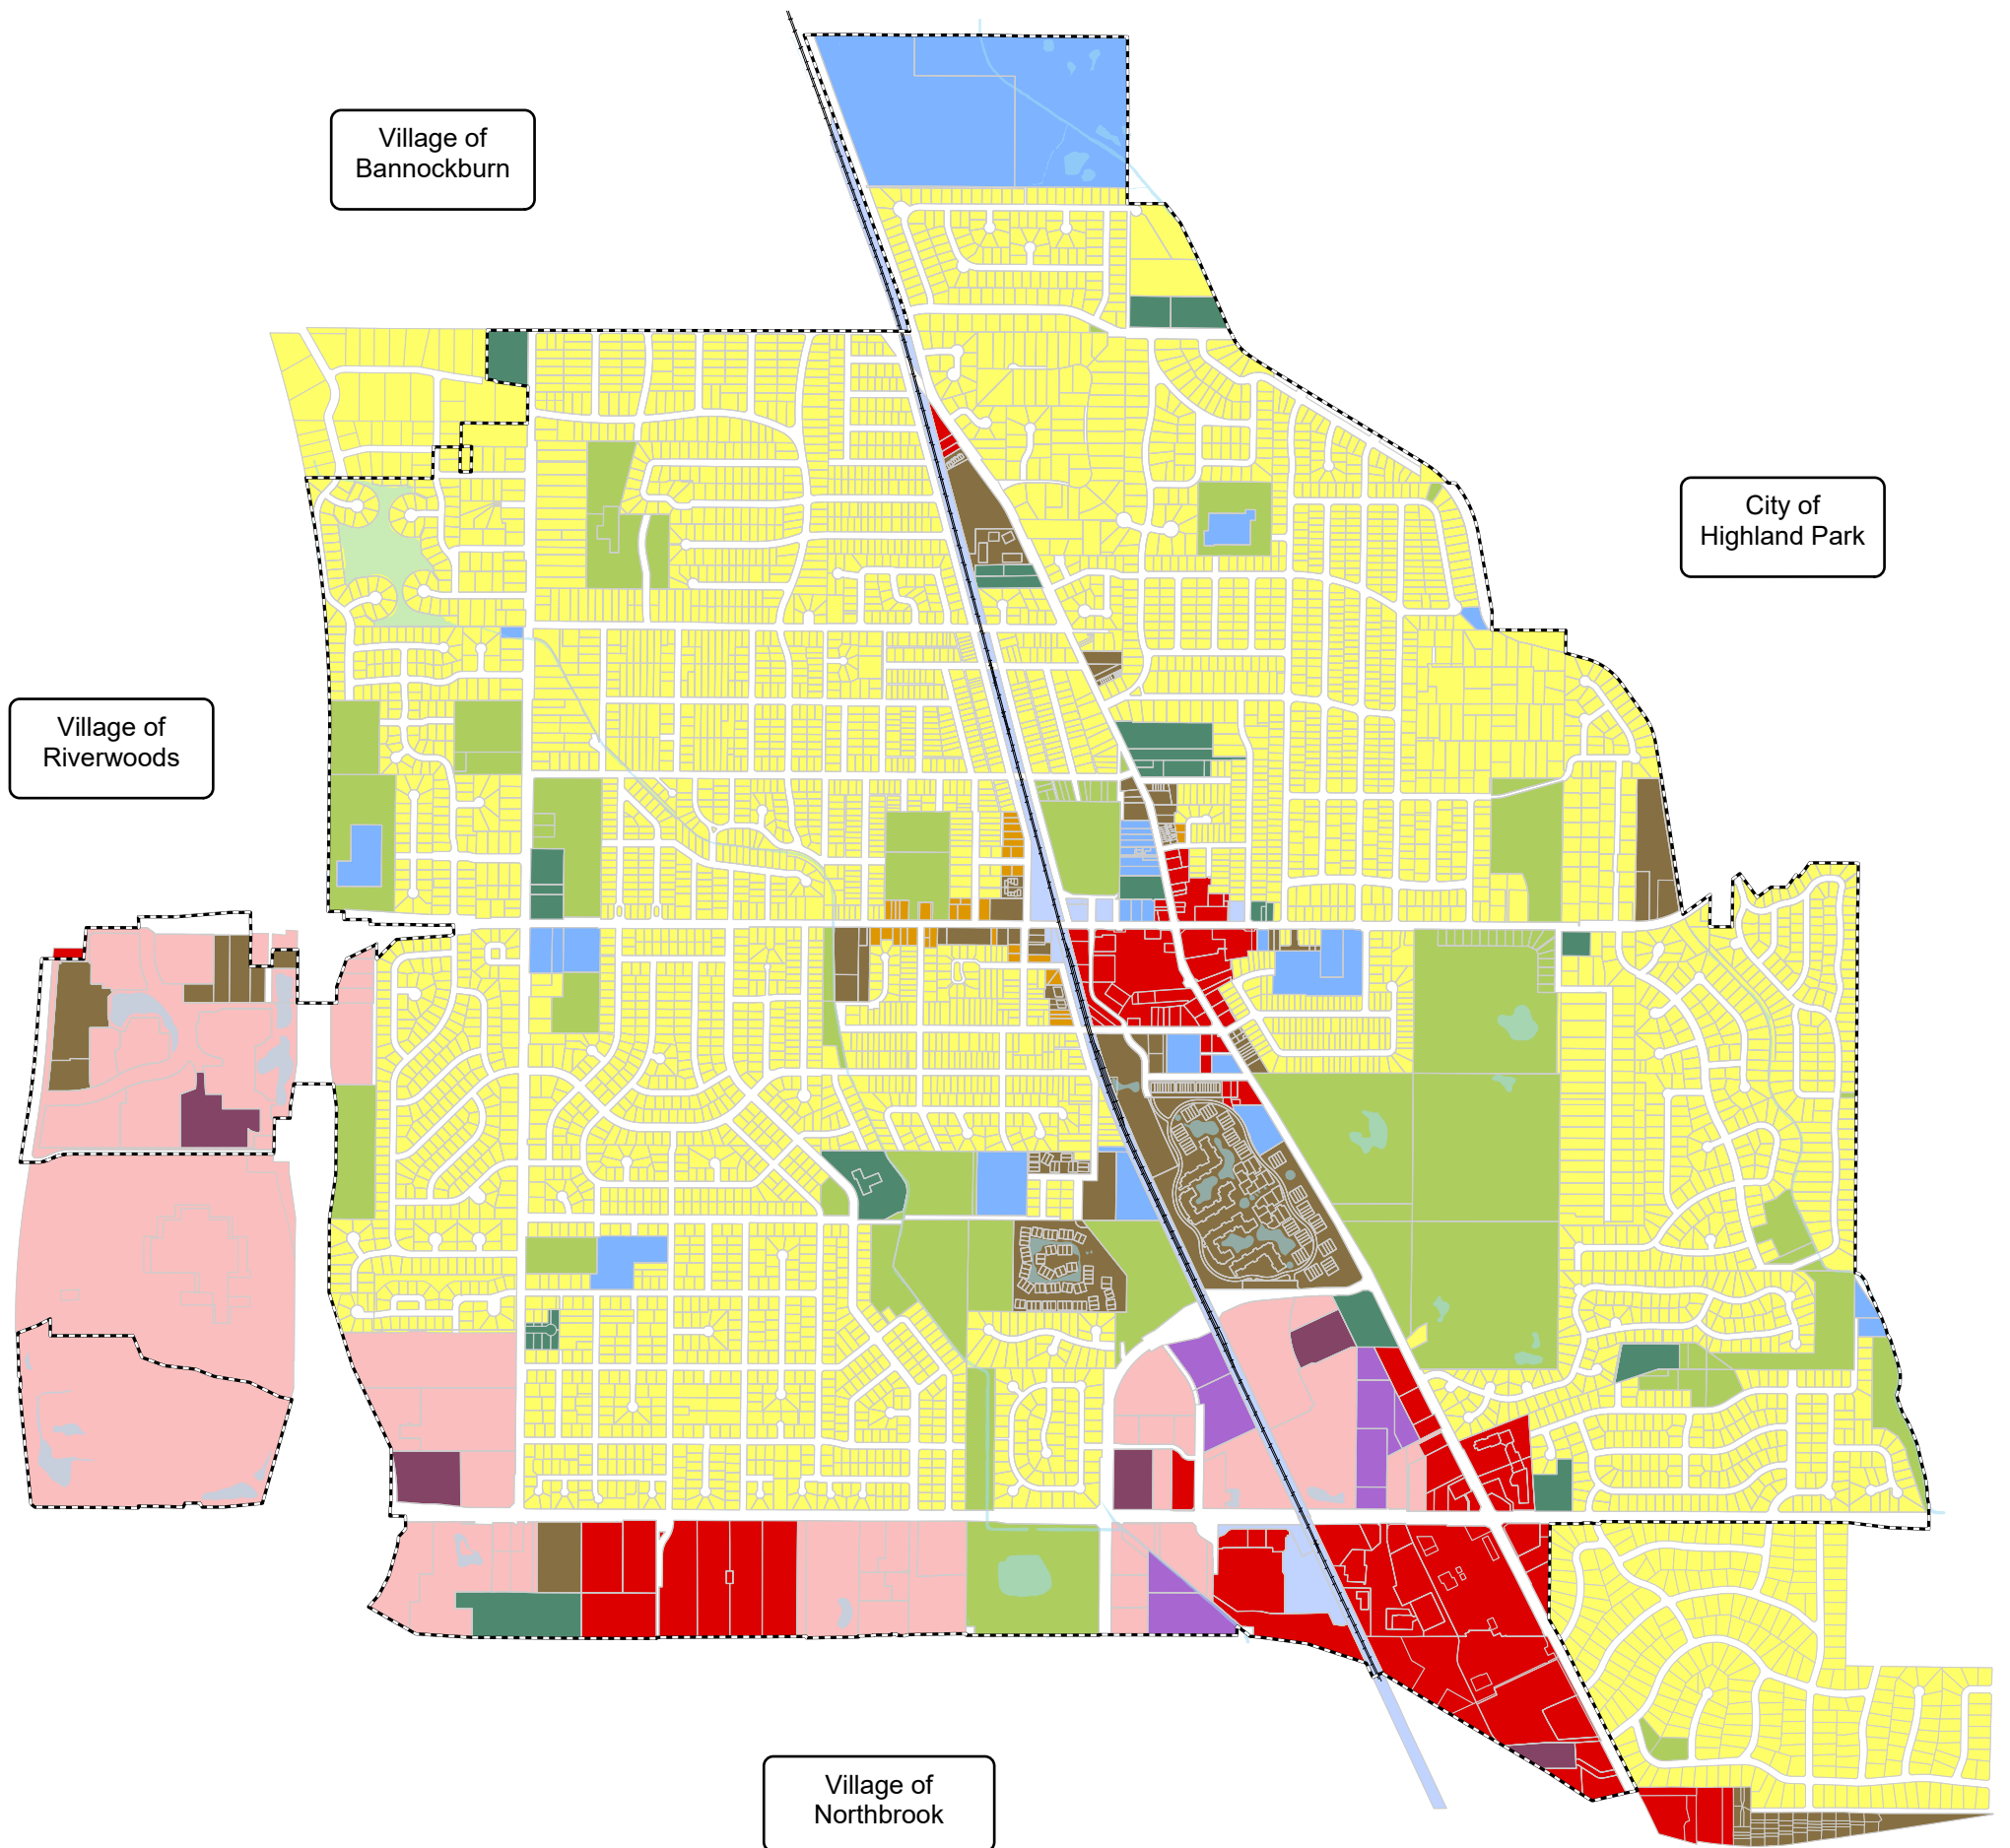 Village of
Bannockburn
City of
Highland Park
Village of
Riverwoods
Village of
Northbrook